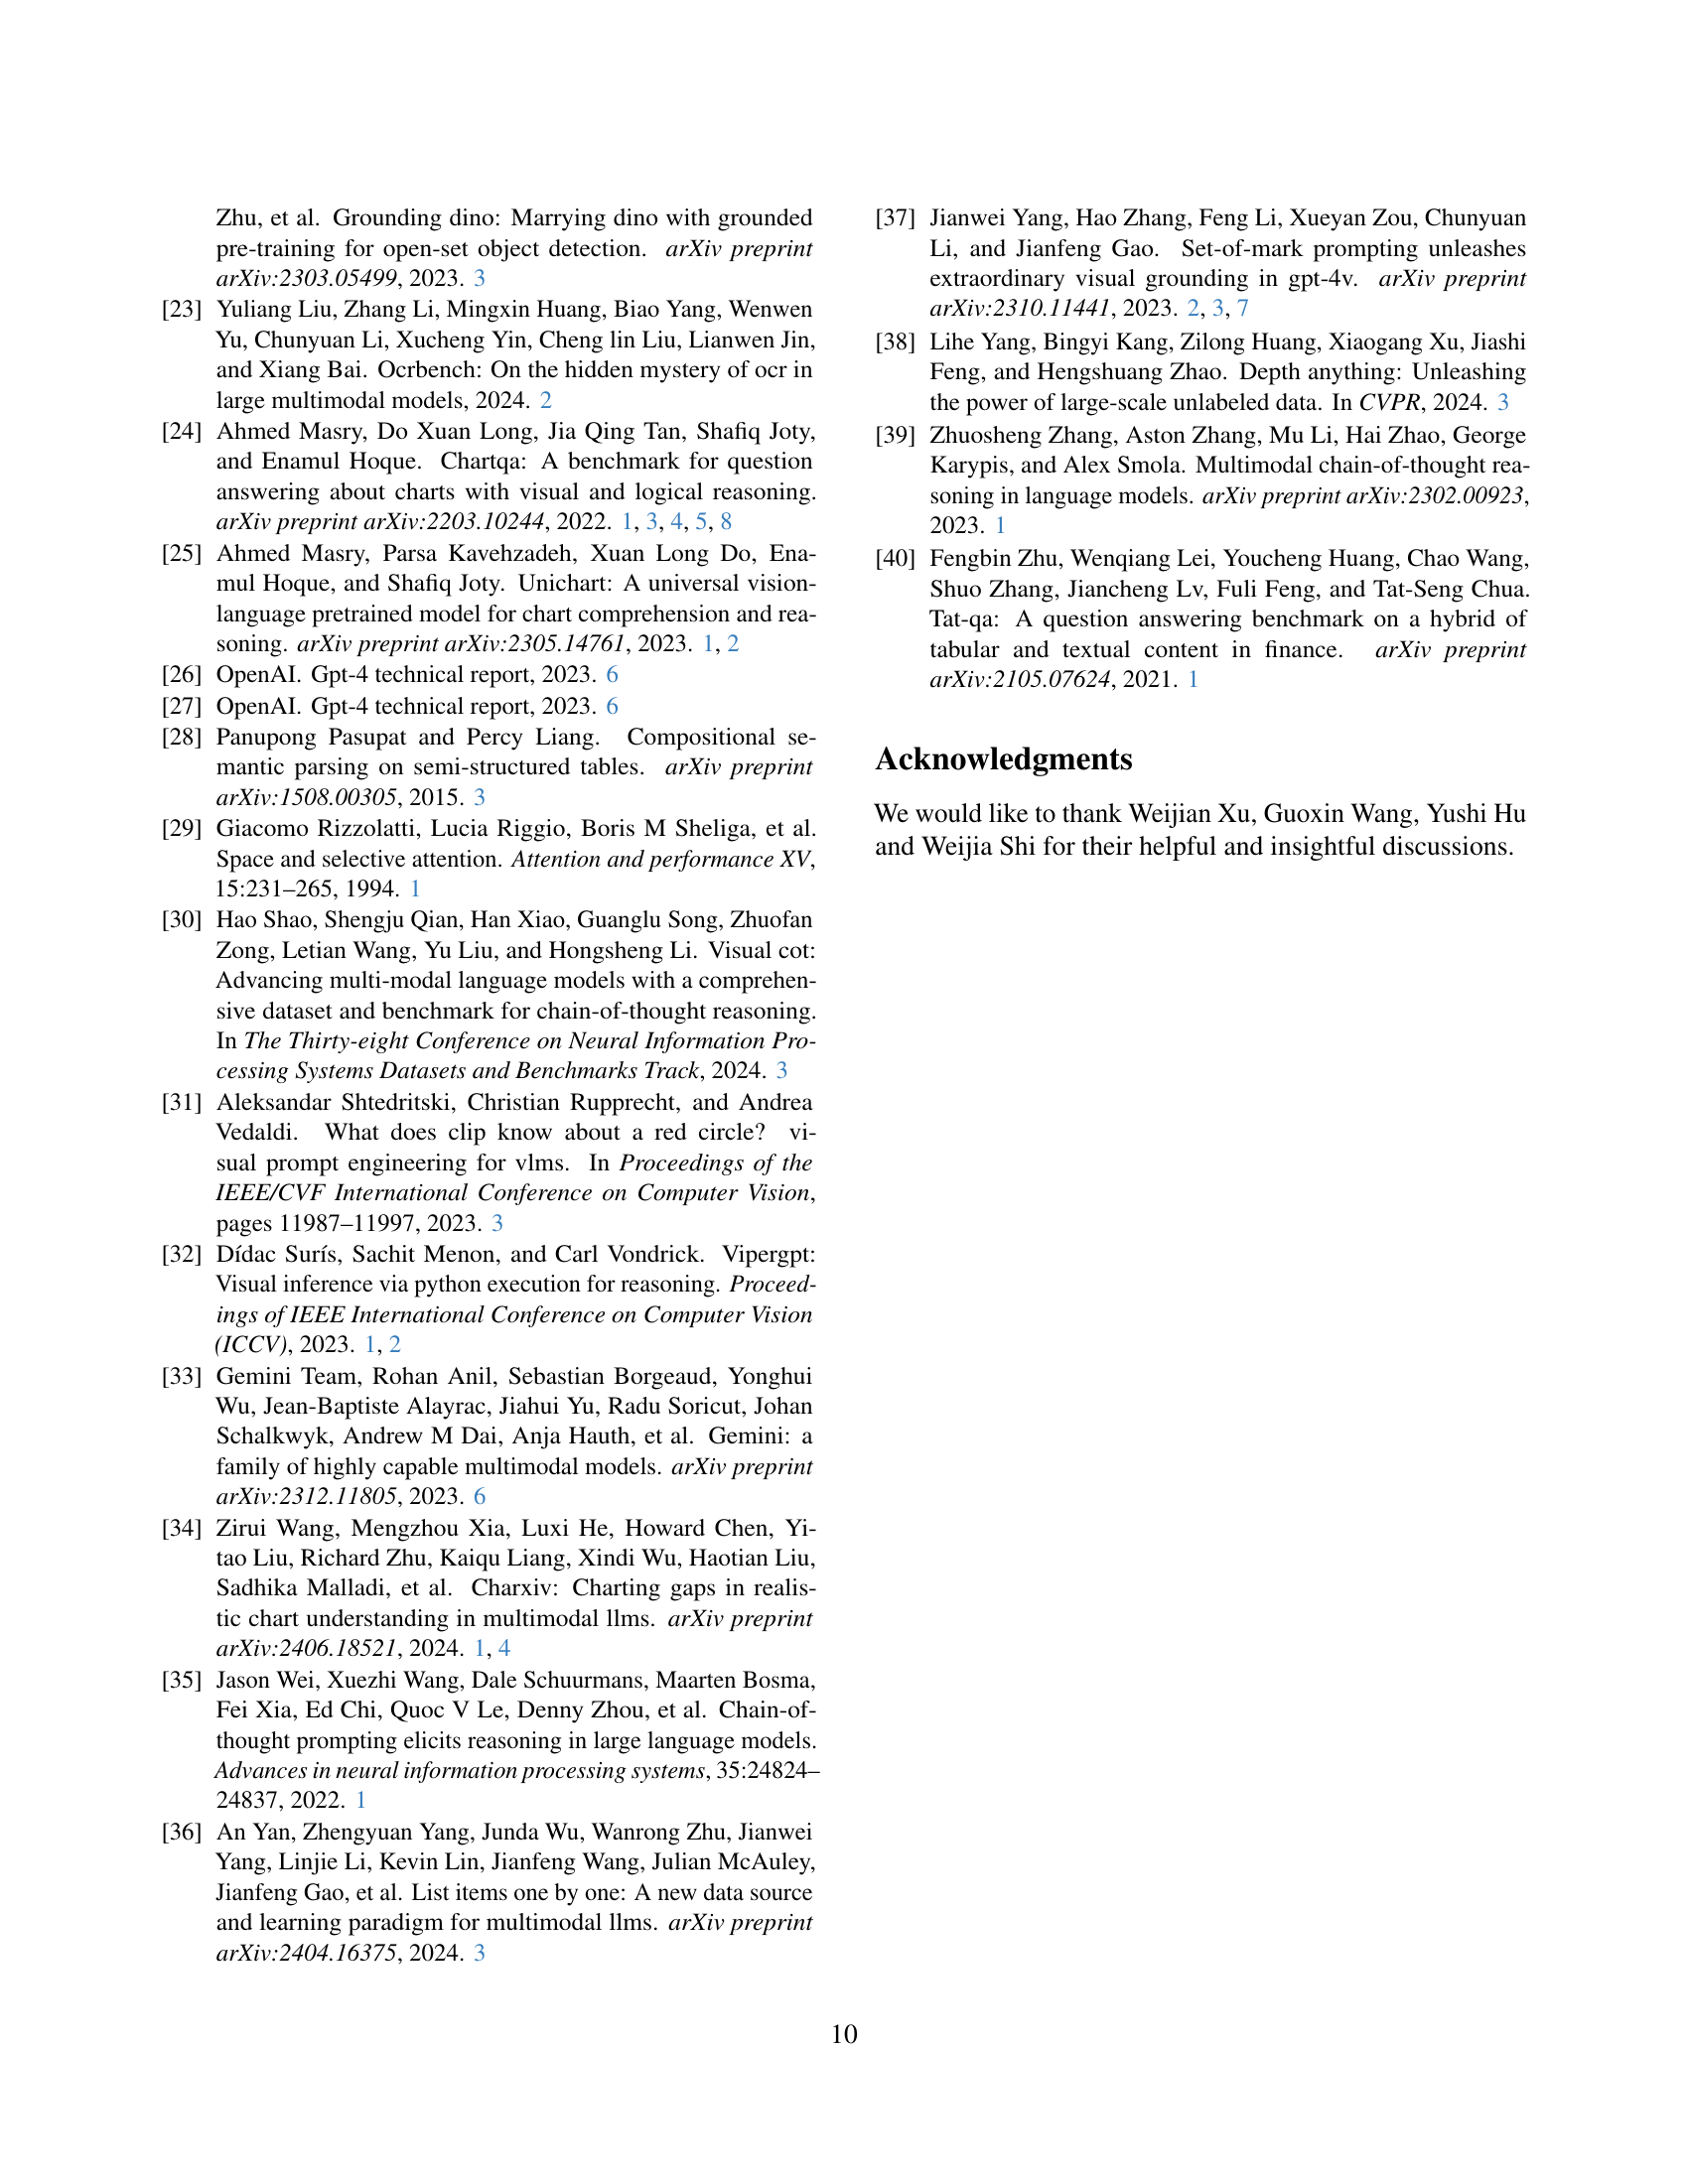 Zhu, et al. Grounding dino: Marrying dino with grounded
pre-training for open-set object detection. arXiv preprint
arXiv:2303.05499, 2023. 3
[23] Yuliang Liu, Zhang Li, Mingxin Huang, Biao Yang, Wenwen
Yu, Chunyuan Li, Xucheng Yin, Cheng lin Liu, Lianwen Jin,
and Xiang Bai. Ocrbench: On the hidden mystery of ocr in
large multimodal models, 2024. 2
[24] Ahmed Masry, Do Xuan Long, Jia Qing Tan, Shafiq Joty,
and Enamul Hoque. Chartqa: A benchmark for question
answering about charts with visual and logical reasoning.
arXiv preprint arXiv:2203.10244, 2022. 1, 3, 4, 5, 8
[25] Ahmed Masry, Parsa Kavehzadeh, Xuan Long Do, Ena-
mul Hoque, and Shafiq Joty. Unichart: A universal vision-
language pretrained model for chart comprehension and rea-
soning. arXiv preprint arXiv:2305.14761, 2023. 1, 2
[26] OpenAI. Gpt-4 technical report, 2023. 6
[27] OpenAI. Gpt-4 technical report, 2023. 6
[28] Panupong Pasupat and Percy Liang. Compositional se-
mantic parsing on semi-structured tables. arXiv preprint
arXiv:1508.00305, 2015. 3
[29] Giacomo Rizzolatti, Lucia Riggio, Boris M Sheliga, et al.
Space and selective attention. Attention and performance XV,
15:231–265, 1994. 1
[30] Hao Shao, Shengju Qian, Han Xiao, Guanglu Song, Zhuofan
Zong, Letian Wang, Yu Liu, and Hongsheng Li. Visual cot:
Advancing multi-modal language models with a comprehen-
sive dataset and benchmark for chain-of-thought reasoning.
In The Thirty-eight Conference on Neural Information Pro-
cessing Systems Datasets and Benchmarks Track, 2024. 3
[31] Aleksandar Shtedritski, Christian Rupprecht, and Andrea
Vedaldi. What does clip know about a red circle? vi-
sual prompt engineering for vlms. In Proceedings of the
IEEE/CVF International Conference on Computer Vision,
pages 11987–11997, 2023. 3
[32] Dídac Surís, Sachit Menon, and Carl Vondrick. Vipergpt:
Visual inference via python execution for reasoning. Proceed-
ings of IEEE International Conference on Computer Vision
(ICCV), 2023. 1, 2
[33] Gemini Team, Rohan Anil, Sebastian Borgeaud, Yonghui
Wu, Jean-Baptiste Alayrac, Jiahui Yu, Radu Soricut, Johan
Schalkwyk, Andrew M Dai, Anja Hauth, et al. Gemini: a
family of highly capable multimodal models. arXiv preprint
arXiv:2312.11805, 2023. 6
[34] Zirui Wang, Mengzhou Xia, Luxi He, Howard Chen, Yi-
tao Liu, Richard Zhu, Kaiqu Liang, Xindi Wu, Haotian Liu,
Sadhika Malladi, et al. Charxiv: Charting gaps in realis-
tic chart understanding in multimodal llms. arXiv preprint
arXiv:2406.18521, 2024. 1, 4
[35] Jason Wei, Xuezhi Wang, Dale Schuurmans, Maarten Bosma,
Fei Xia, Ed Chi, Quoc V Le, Denny Zhou, et al. Chain-of-
thought prompting elicits reasoning in large language models.
Advances in neural information processing systems, 35:24824–
24837, 2022. 1
[36] An Yan, Zhengyuan Yang, Junda Wu, Wanrong Zhu, Jianwei
Yang, Linjie Li, Kevin Lin, Jianfeng Wang, Julian McAuley,
Jianfeng Gao, et al. List items one by one: A new data source
and learning paradigm for multimodal llms. arXiv preprint
arXiv:2404.16375, 2024. 3
[37] Jianwei Yang, Hao Zhang, Feng Li, Xueyan Zou, Chunyuan
Li, and Jianfeng Gao. Set-of-mark prompting unleashes
extraordinary visual grounding in gpt-4v. arXiv preprint
arXiv:2310.11441, 2023. 2, 3, 7
[38] Lihe Yang, Bingyi Kang, Zilong Huang, Xiaogang Xu, Jiashi
Feng, and Hengshuang Zhao. Depth anything: Unleashing
the power of large-scale unlabeled data. In CVPR, 2024. 3
[39] Zhuosheng Zhang, Aston Zhang, Mu Li, Hai Zhao, George
Karypis, and Alex Smola. Multimodal chain-of-thought rea-
soning in language models. arXiv preprint arXiv:2302.00923,
2023. 1
[40] Fengbin Zhu, Wenqiang Lei, Youcheng Huang, Chao Wang,
Shuo Zhang, Jiancheng Lv, Fuli Feng, and Tat-Seng Chua.
Tat-qa: A question answering benchmark on a hybrid of
tabular and textual content in finance. arXiv preprint
arXiv:2105.07624, 2021. 1
Acknowledgments
We would like to thank Weijian Xu, Guoxin Wang, Yushi Hu
and Weijia Shi for their helpful and insightful discussions.
10